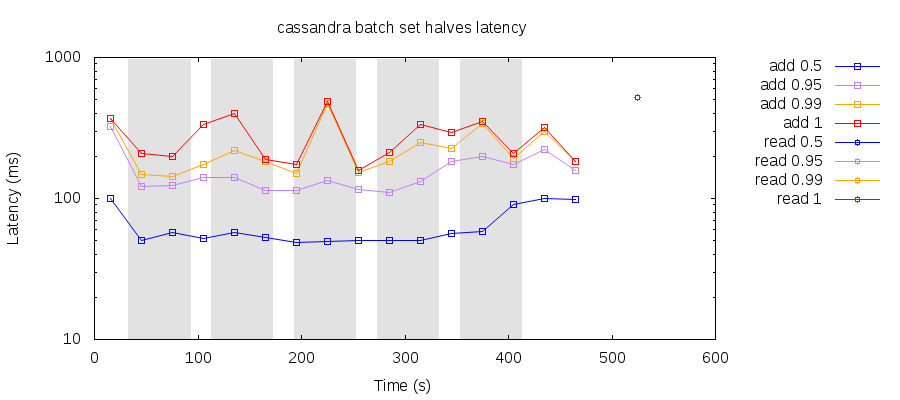 cassandra batch set halves latency
1000
100
10
Latency (ms)
0 100 200 300 400 500 600
Time (s)
add 0.5
add 0.95
add 0.99
add 1
read 0.5
read 0.95
read 0.99
read 1